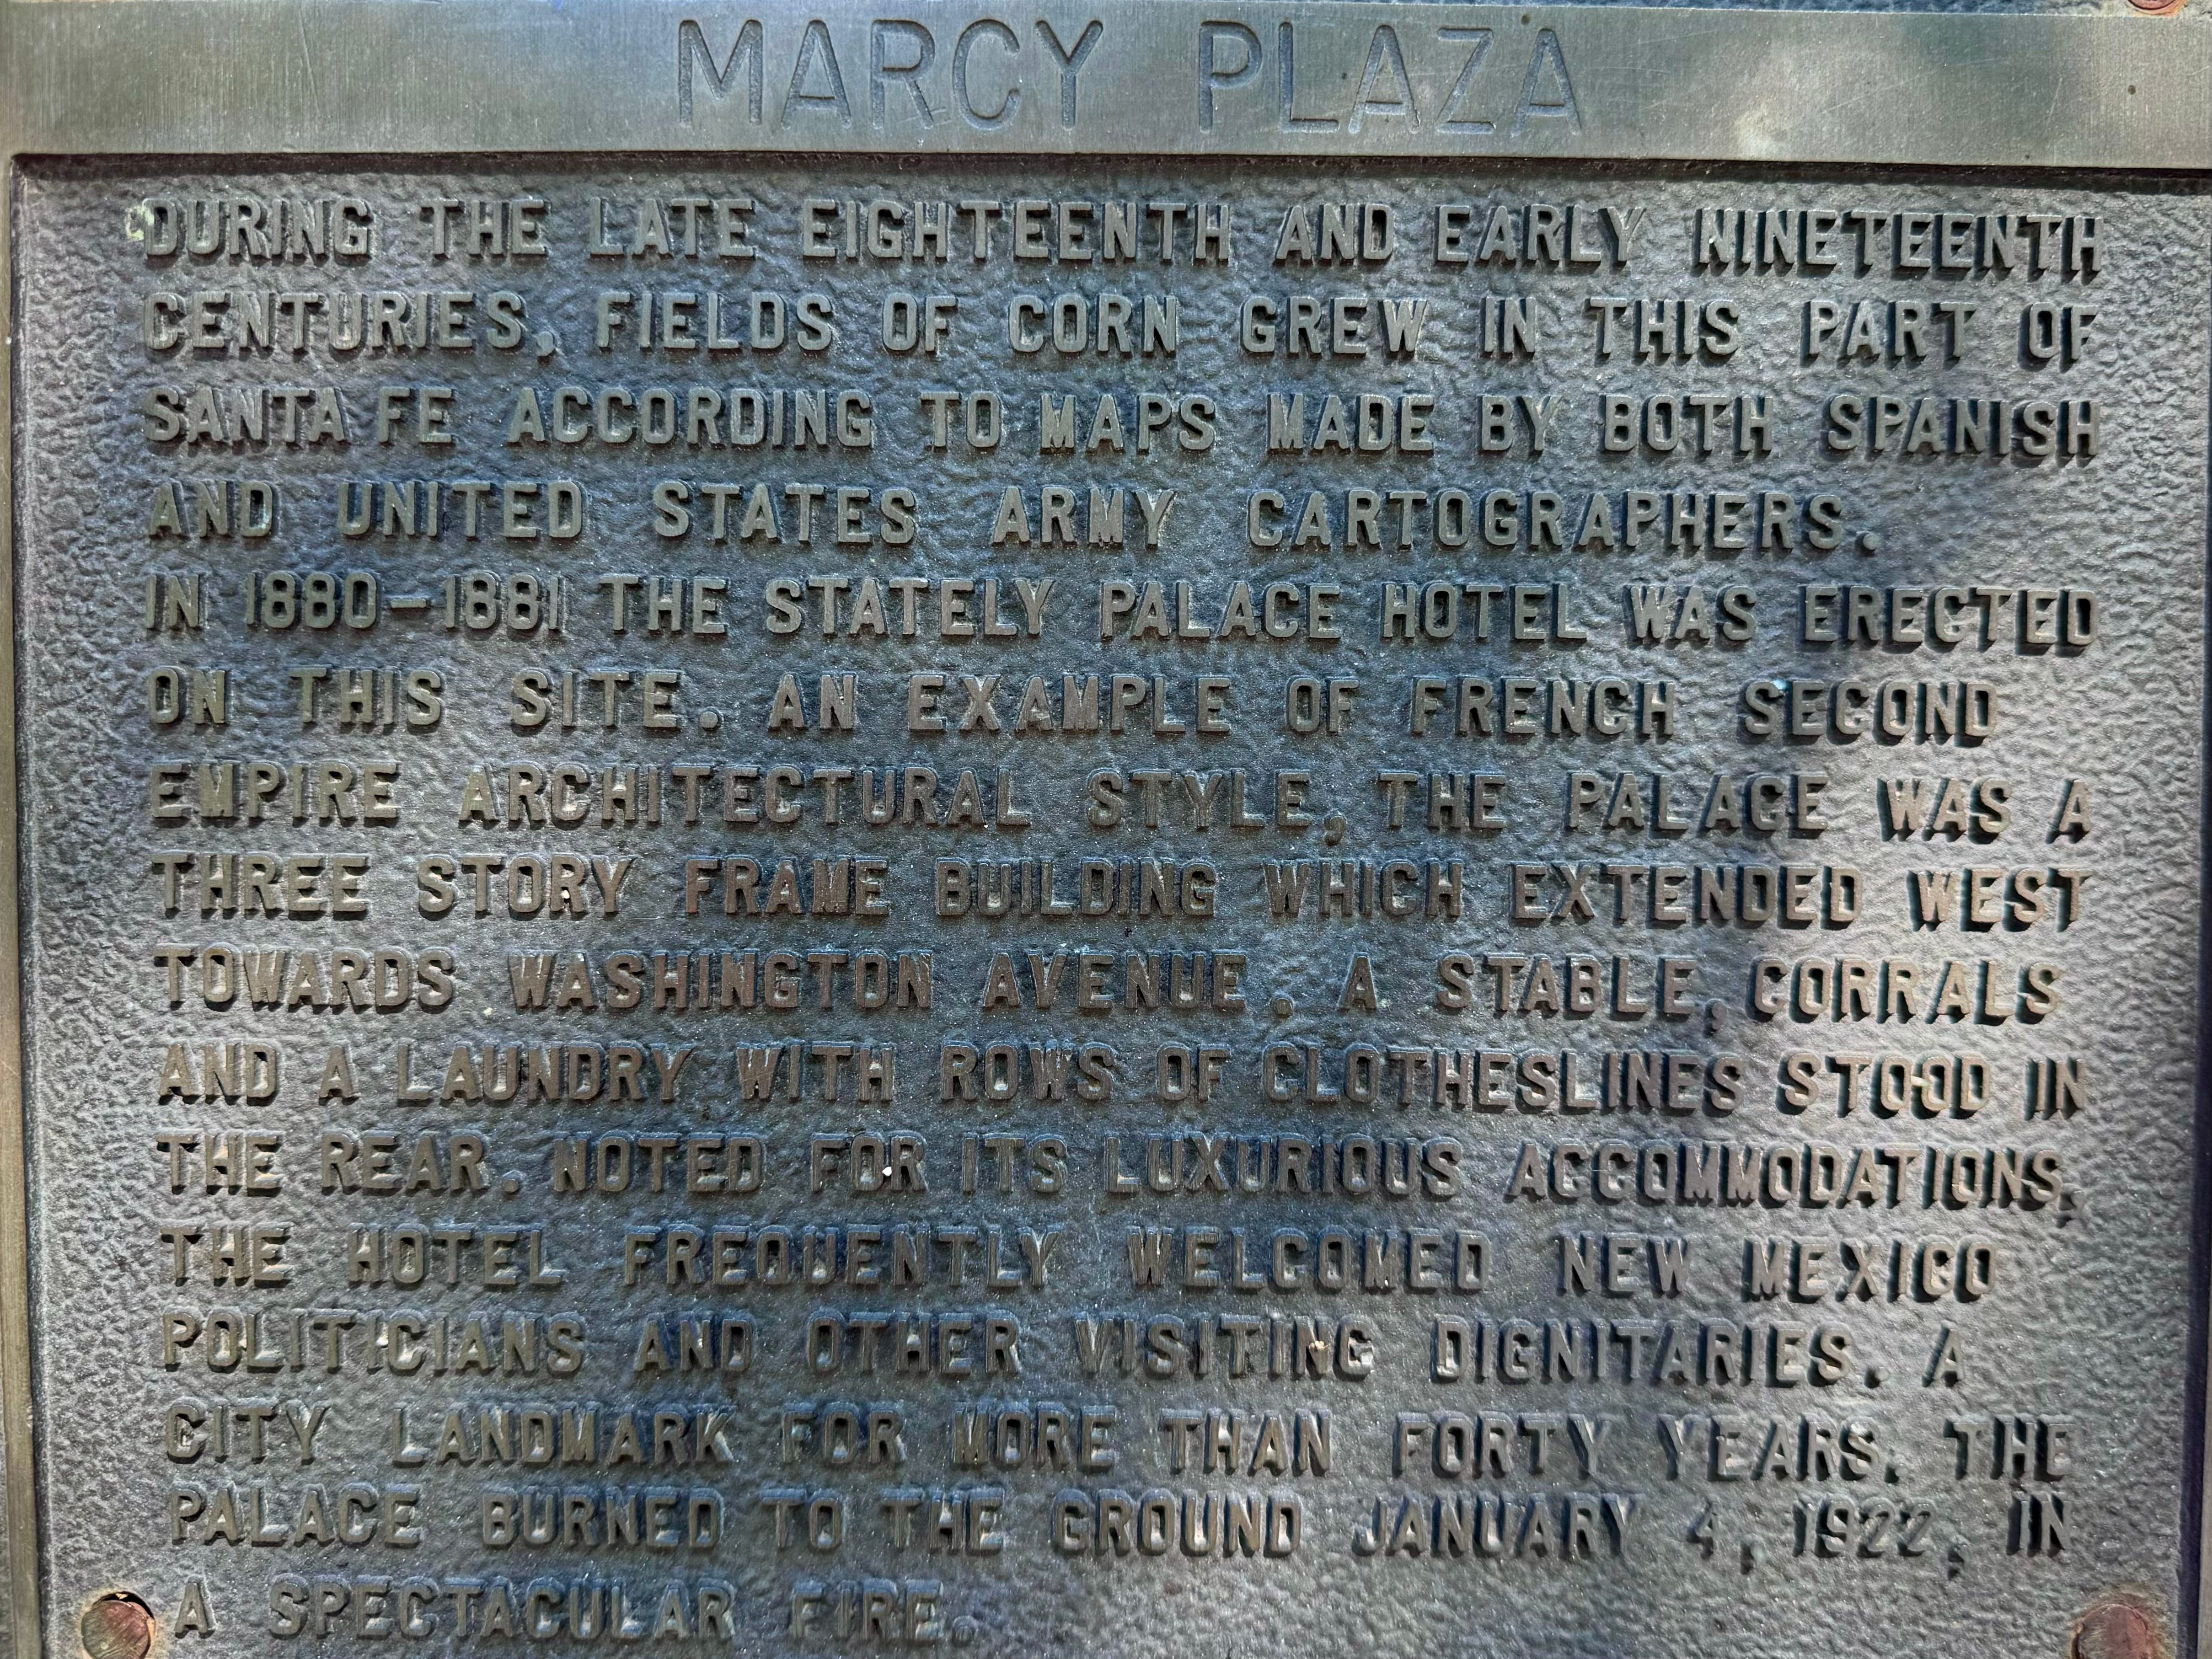 MARCY PLAZA
DURING THE LATE EIGHTEENTH AND EARLY NINETEENTH
CENTURIES, FIELDS OF CORN GREW IN THIS PART OF
SANTA FE ACCORDING TO MAPS MADE BY BOTH SPANISH
AND UNITED STATES ARMY CARTOGRAPHERS.
IN 1880-1881 THE STATELY PALACE HOTEL WAS ERECTED
ON THIS SITE. AN EXAMPLE OF FRENCH SECOND
EMPIRE ARCHITECTURAL STYLE, THE PALACE WAS A
THREE STORY FRAME BUILDING WHICH EXTENDED WEST
TOWARDS WASHINGTON AVENUE. A STABLE, CORRALS
AND A LAUNDRY WITH ROWS OF CLOTHESLINES STOOD IN
THE REAR. NOTED FOR ITS LUXURIOUS ACCOMMODATIONS,
THE HOTEL FREQUENTLY WELCOMED NEW MEXICO
POLITICIANS AND OTHER VISITING DIGNITARIES. A
CITY LANDMARK FOR MORE THAN FORTY YEARS. THE
PALACE BURNED TO THE GROUND JANUARY 4, 1922, IN
A SPECTACULAR FIRE.